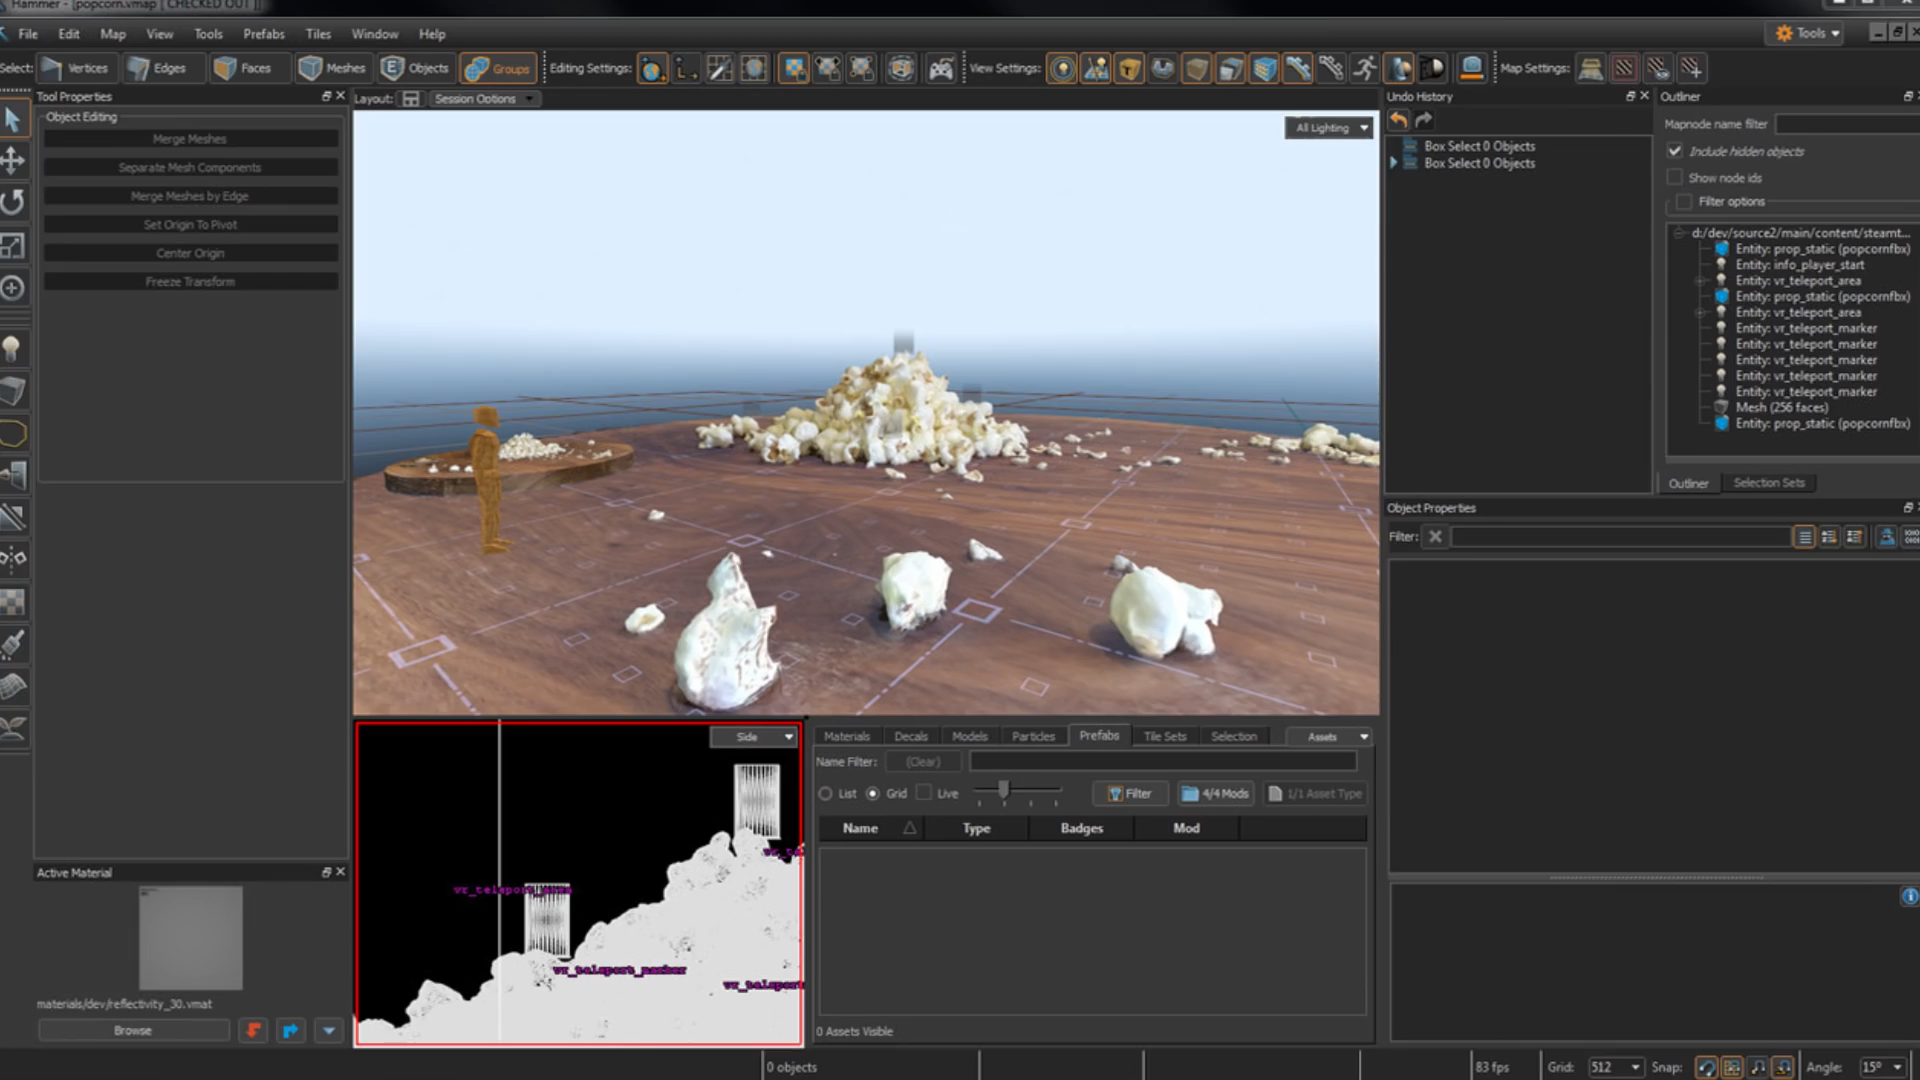 Hammer - [popcorn.vmap [ CHECKED OUT ]]
File Edit Map View Tools Prefabs Tiles Window Help
Tools
Select: Vertices Edges Faces Meshes Objects Groups Editing Settings: View Settings: Map Settings:
Tool Properties
Object Editing
Merge Meshes
Separate Mesh Components
Merge Meshes by Edge
Set Origin To Pivot
Center Origin
Freeze Transform
Layout: Session Options
All Lighting
Undo History
Box Select 0 Objects
Box Select 0 Objects
Outliner
Mapnode name filter
Include hidden objects
Show node ids
Filter options
d:/dev/source2/main/content/steamt...
Entity: prop_static (popcornfbx)
Entity: info_player_start
Entity: vr_teleport_area
Entity: prop_static (popcornfbx)
Entity: vr_teleport_area
Entity: vr_teleport_marker
Entity: vr_teleport_marker
Entity: vr_teleport_marker
Entity: vr_teleport_marker
Entity: vr_teleport_marker
Mesh (256 faces)
Entity: prop_static (popcornfbx)
Outliner Selection Sets
Object Properties
Filter:
Side
vr_teleport_area
vr_te
vr_teleport_marker
vr_teleport
Materials Decals Models Particles Prefabs Tile Sets Selection Assets
Name Filter: (Clear)
List Grid Live Filter 4/4 Mods 1/1 Asset Type
Name Type Badges Mod
0 Assets Visible
Active Material
materials/dev/reflectivity_30.vmat
Browse
0 objects
83 fps
Grid: 512 Snap: Angle: 15°